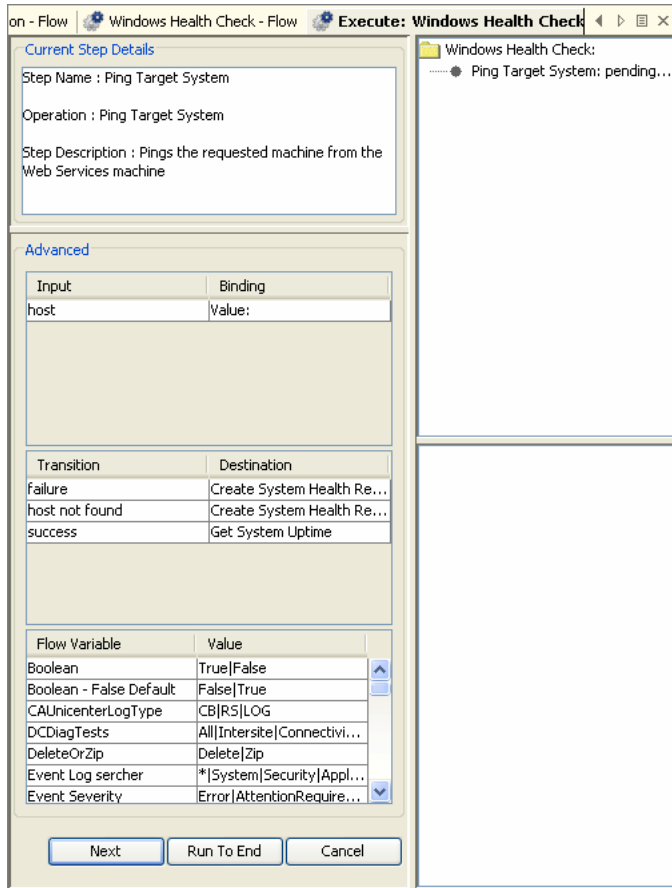 on - Flow Windows Health Check - Flow Execute: Windows Health Check
Current Step Details
Step Name : Ping Target System
Operation : Ping Target System
Step Description : Pings the requested machine from the
Web Services machine
Windows Health Check:
Ping Target System: pending...
Advanced
Input Binding
host Value:
Transition Destination
failure Create System Health Re...
host not found Create System Health Re...
success Get System Uptime
Flow Variable Value
Boolean True|False
Boolean - False Default False|True
CAUnicenterLogType CB|RS|LOG
DCDiagTests All|Intersite|Connectivi...
DeleteOrZip Delete|Zip
Event Log sercher *|System|Security|Appl...
Event Severity Error|AttentionRequire...
Next Run To End Cancel